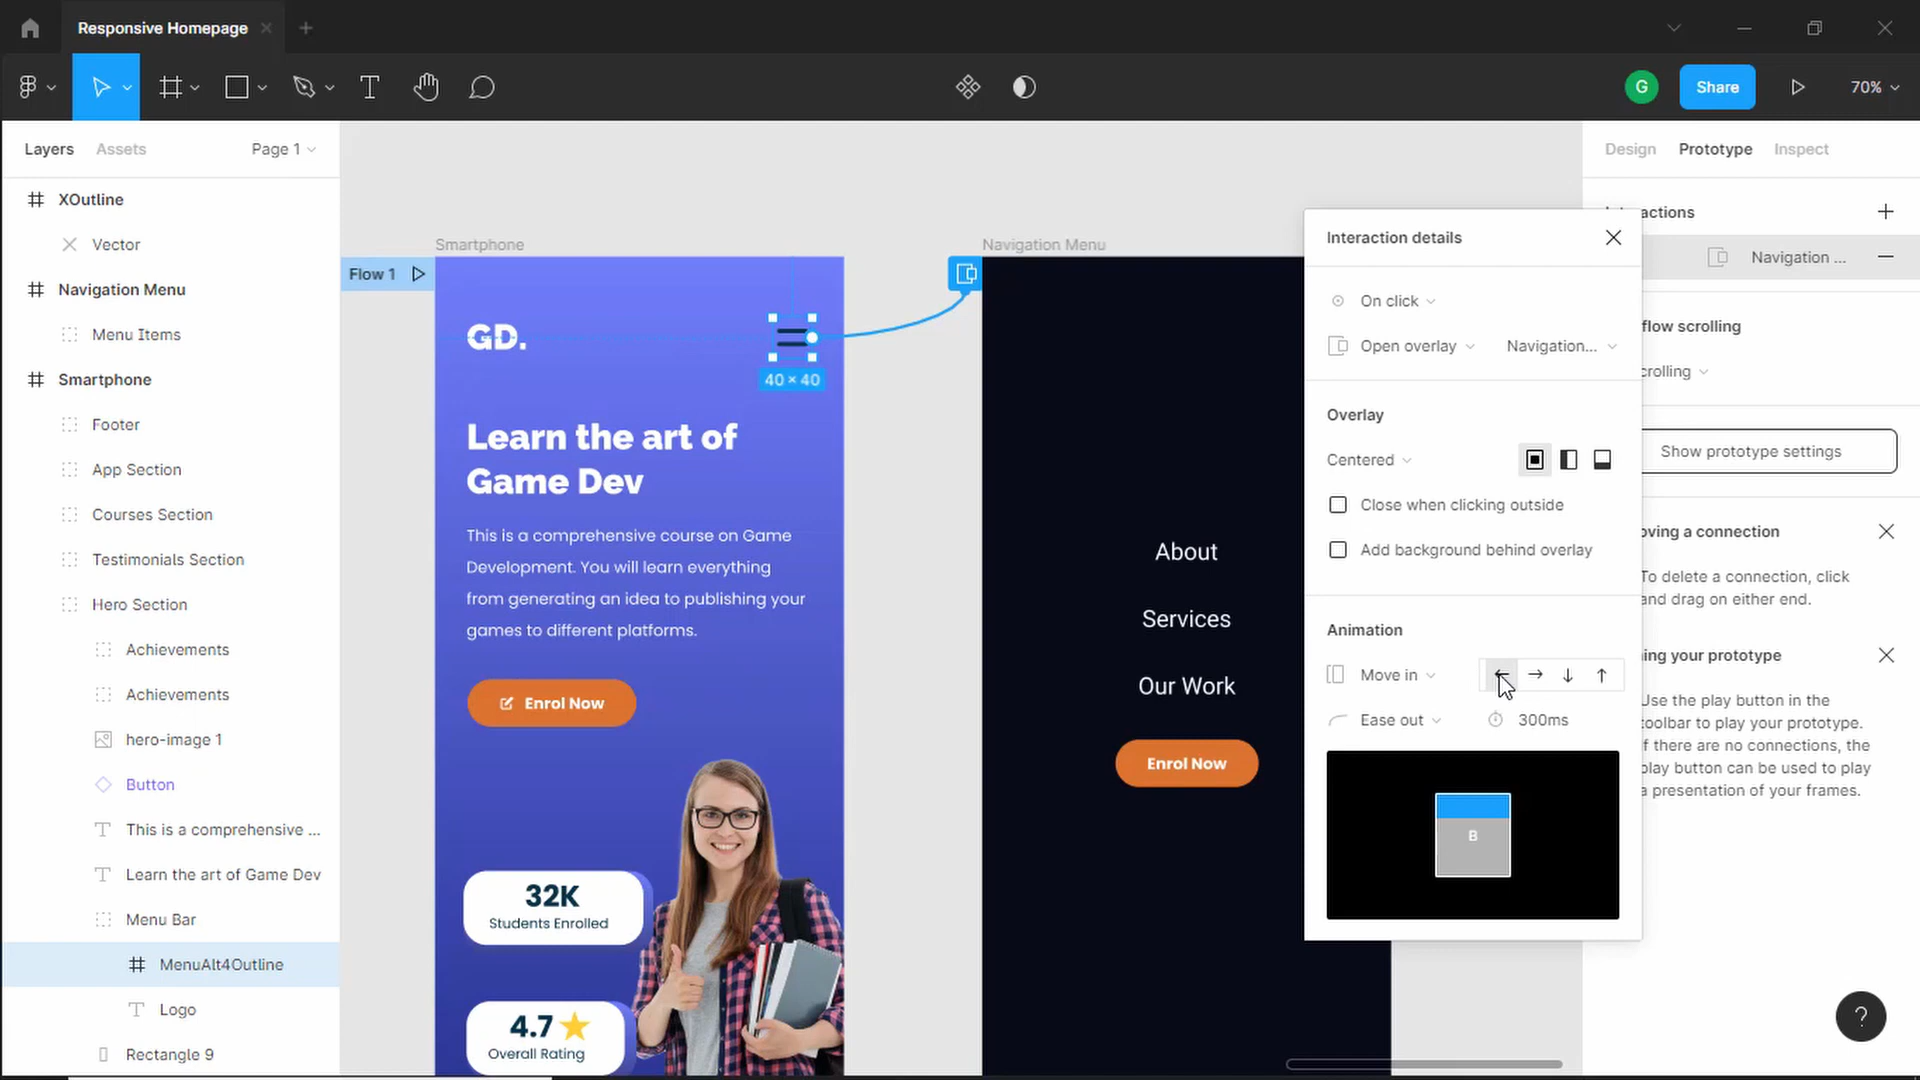 Responsive Homepage
G
Share
70%
Layers
Assets
Page 1
XOutline
Vector
Navigation Menu
Menu Items
Smartphone
Footer
App Section
Courses Section
Testimonials Section
Hero Section
Achievements
Achievements
hero-image 1
Button
This is a comprehensive ...
Learn the art of Game Dev
Menu Bar
MenuAlt4Outline
Logo
Rectangle 9
Smartphone
Flow 1
GD.
40 × 40
Learn the art of
Game Dev
This is a comprehensive course on Game
Development. You will learn everything
from generating an idea to publishing your
games to different platforms.
Enrol Now
32K
Students Enrolled
4.7
Overall Rating
Navigation Menu
About
Services
Our Work
Enrol Now
Interaction details
On click
Open overlay
Navigation...
Overlay
Centered
Close when clicking outside
Add background behind overlay
Animation
Move in
Ease out
300ms
B
Design
Prototype
Inspect
actions
Navigation ...
flow scrolling
crolling
Show prototype settings
oving a connection
To delete a connection, click
and drag on either end.
ing your prototype
Use the play button in the
toolbar to play your prototype.
f there are no connections, the
play button can be used to play
a presentation of your frames.
?